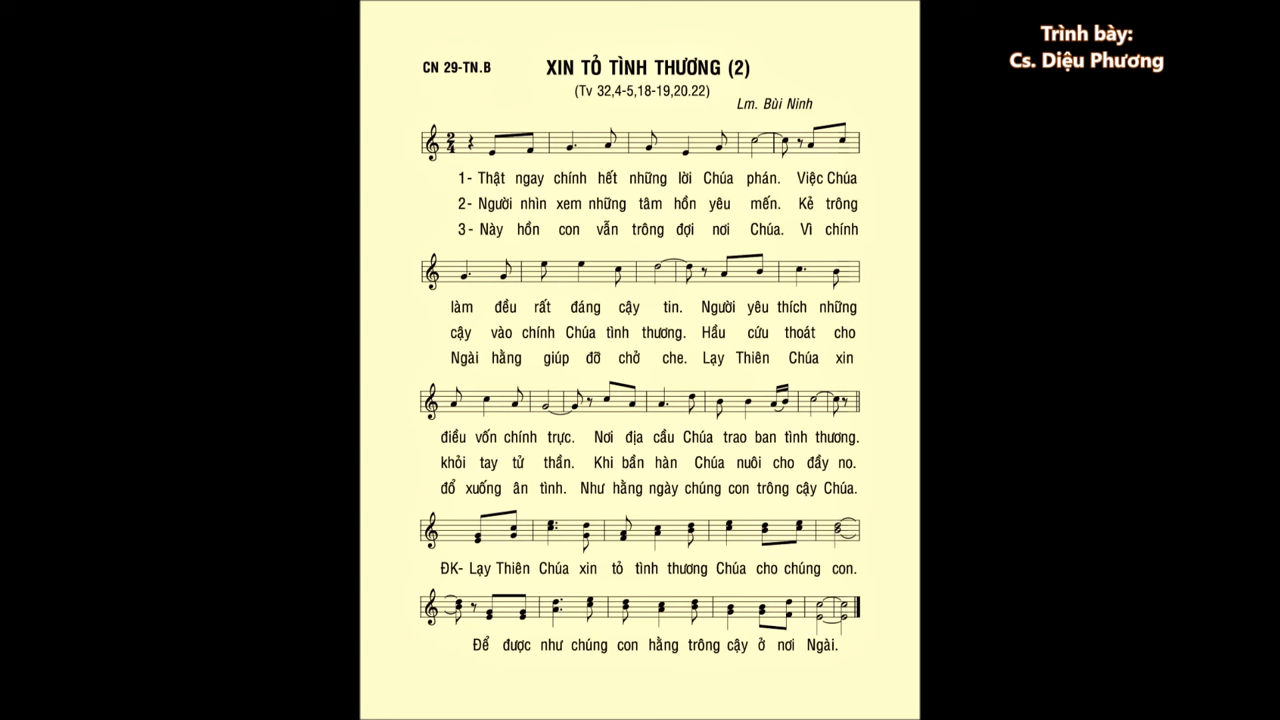 Trình bày:
Cs. Diệu Phương
CN 29-TN.B
XIN TỎ TÌNH THƯƠNG (2)
(Tv 32,4-5,18-19,20.22)
Lm. Bùi Ninh
1- Thật ngay chính hết những lời Chúa phán. Việc Chúa
2- Người nhìn xem những tâm hồn yêu mến. Kẻ trông
3- Này hồn con vẫn trông đợi nơi Chúa. Vì chính
làm đều rất đáng cậy tin. Người yêu thích những
cậy vào chính Chúa tình thương. Hầu cứu thoát cho
Ngài hằng giúp đỡ chở che. Lạy Thiên Chúa xin
điều vốn chính trực. Nơi địa cầu Chúa trao ban tình thương.
khỏi tay tử thần. Khi bần hàn Chúa nuôi cho đầy no.
đổ xuống ân tình. Như hằng ngày chúng con trông cậy Chúa.
ĐK- Lạy Thiên Chúa xin tỏ tình thương Chúa cho chúng con.
Để được như chúng con hằng trông cậy ở nơi Ngài.